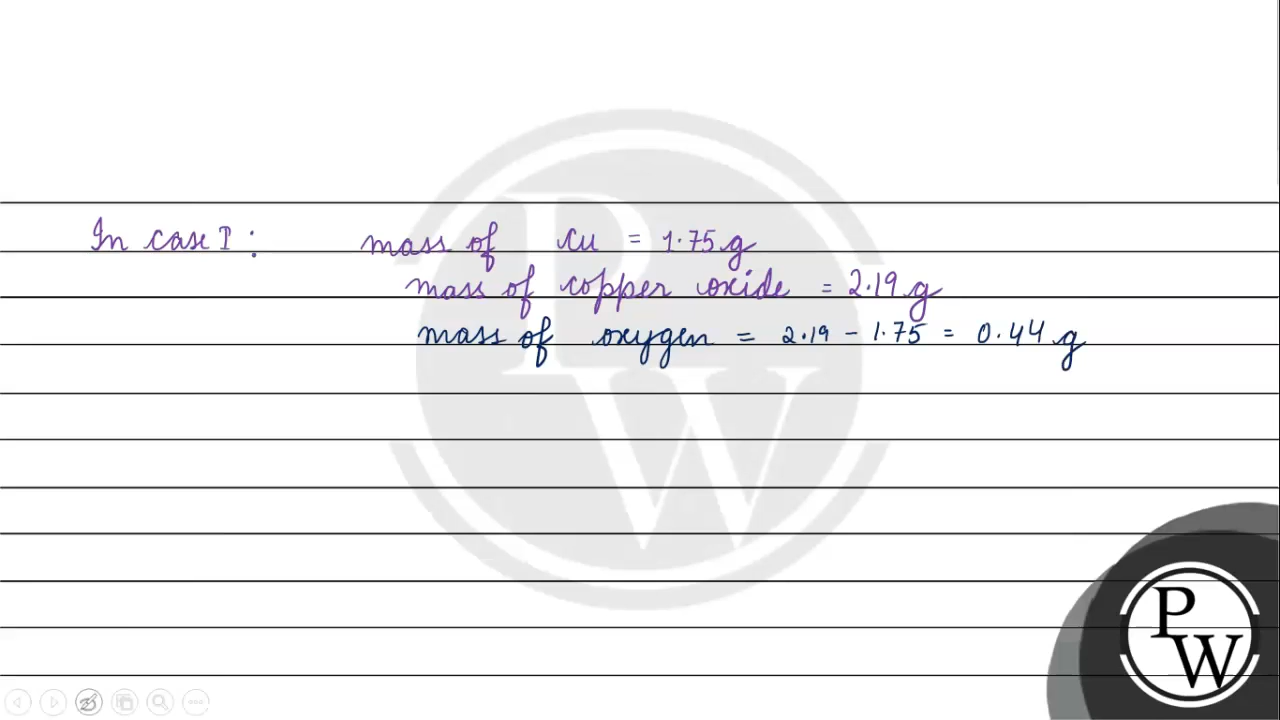 In case I : mass of Cu = 1.75 g
mass of copper oxide = 2.19 g
mass of oxygen = 2.19 - 1.75 = 0.44 g
P
W
P
W